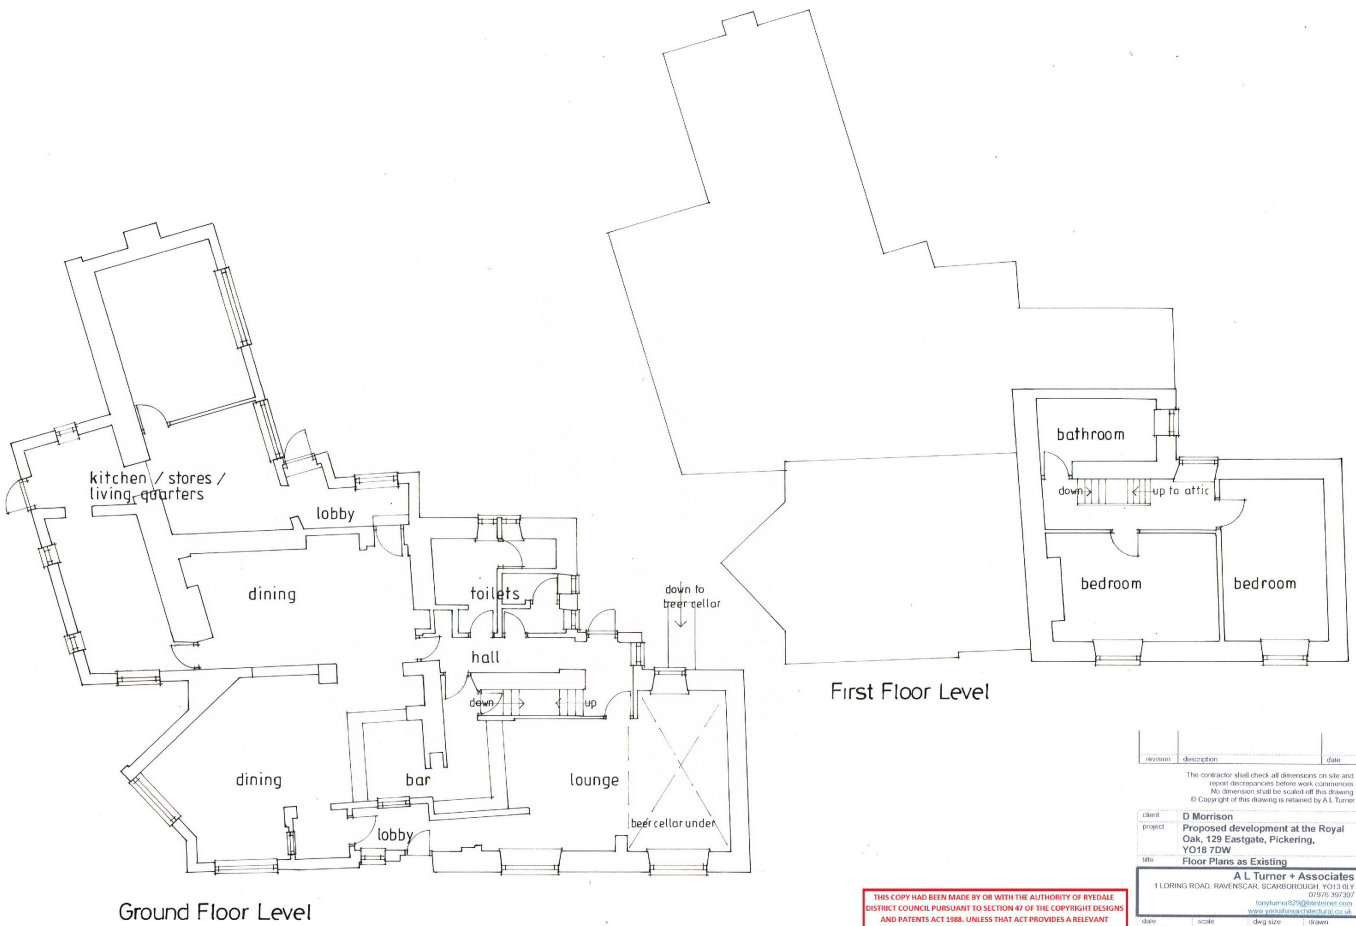 kitchen / stores /
living quarters
lobby
dining
toilets
down to
beer cellar
hall
down
up
dining
bar
lounge
lobby
beer cellar under
Ground Floor Level
bathroom
down
up to attic
bedroom
bedroom
First Floor Level
revision description date
The contractor shall check all dimensions on site and
report discrepancies before work commences
No dimension shall be scaled off this drawing
© Copyright of this drawing is retained by A L Turner
client D Morrison
project Proposed development at the Royal
Oak, 129 Eastgate, Pickering,
YO18 7DW
title Floor Plans as Existing
A L Turner + Associates
1 LORING ROAD, RAVENSCAR, SCARBOROUGH, YO13 0LY
07976 397307
tonyturner829@btinternet.com
www.yorkshirearchitectural.co.uk
date scale dwg size drawn
THIS COPY HAD BEEN MADE BY OR WITH THE AUTHORITY OF RYEDALE
DISTRICT COUNCIL PURSUANT TO SECTION 47 OF THE COPYRIGHT DESIGNS
AND PATENTS ACT 1988. UNLESS THAT ACT PROVIDES A RELEVANT